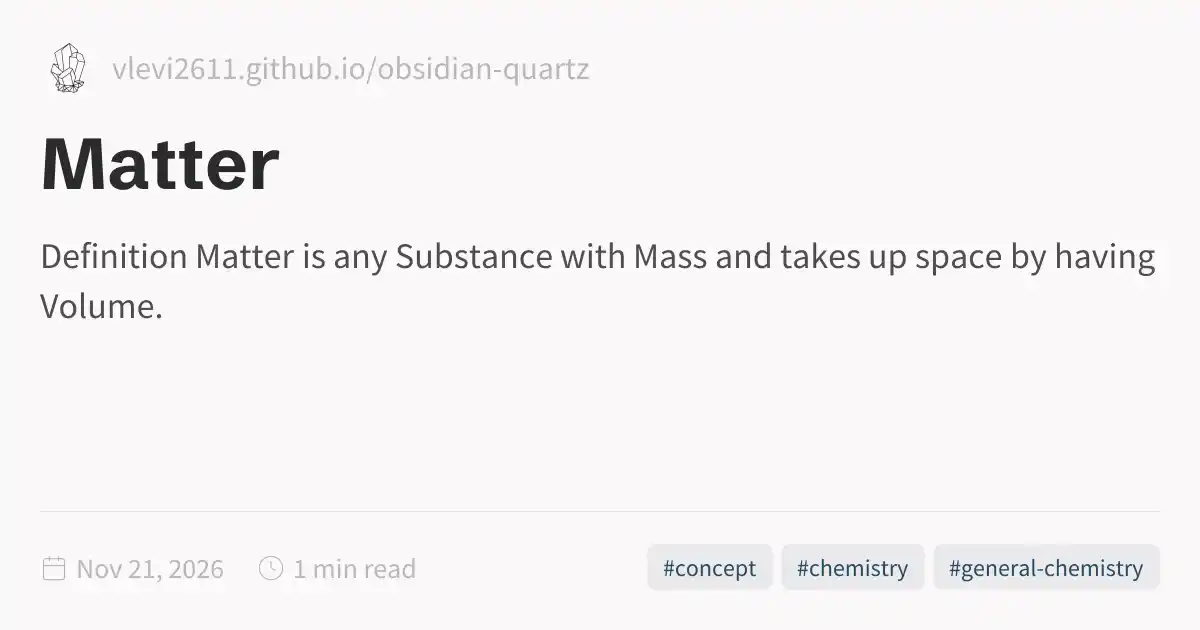 vlevi2611.github.io/obsidian-quartz
Matter
Definition Matter is any Substance with Mass and takes up space by having
Volume.
Nov 21, 2026 1 min read #concept #chemistry #general-chemistry